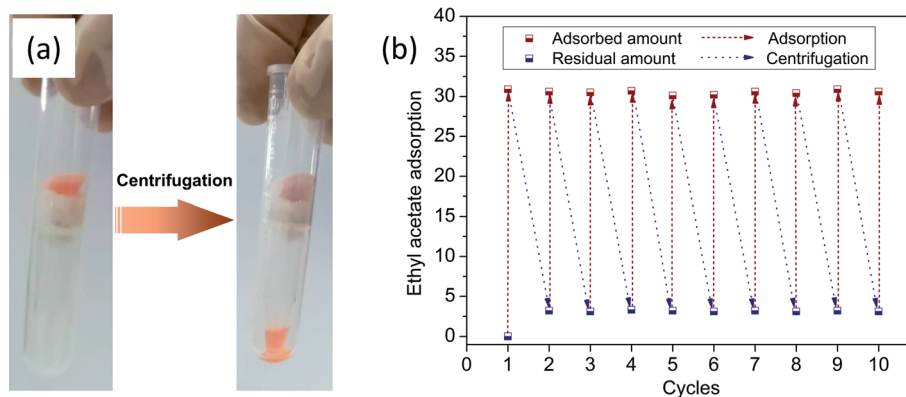 (a)
Centrifugation
(b)
Ethyl acetate adsorption
40
35
30
25
20
15
10
5
0
Adsorbed amount Adsorption
Residual amount Centrifugation
0 1 2 3 4 5 6 7 8 9 10
Cycles